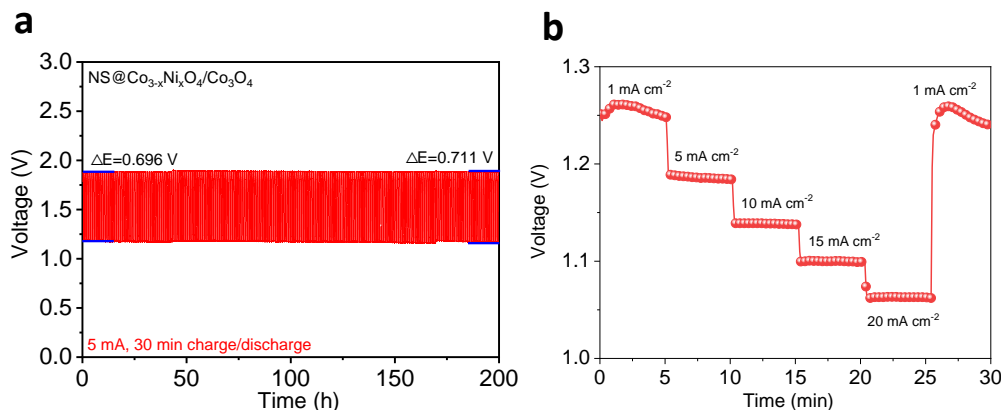 a
NS@Co₃₋ₓNiₓO₄/Co₃O₄
△E=0.696 V
△E=0.711 V
5 mA, 30 min charge/discharge
Voltage (V)
3.0
2.5
2.0
1.5
1.0
0.5
0.0
0
50
100
150
200
Time (h)
b
1 mA cm⁻²
1 mA cm⁻²
5 mA cm⁻²
10 mA cm⁻²
15 mA cm⁻²
20 mA cm⁻²
Voltage (V)
1.3
1.2
1.1
1.0
0
5
10
15
20
25
30
Time (min)